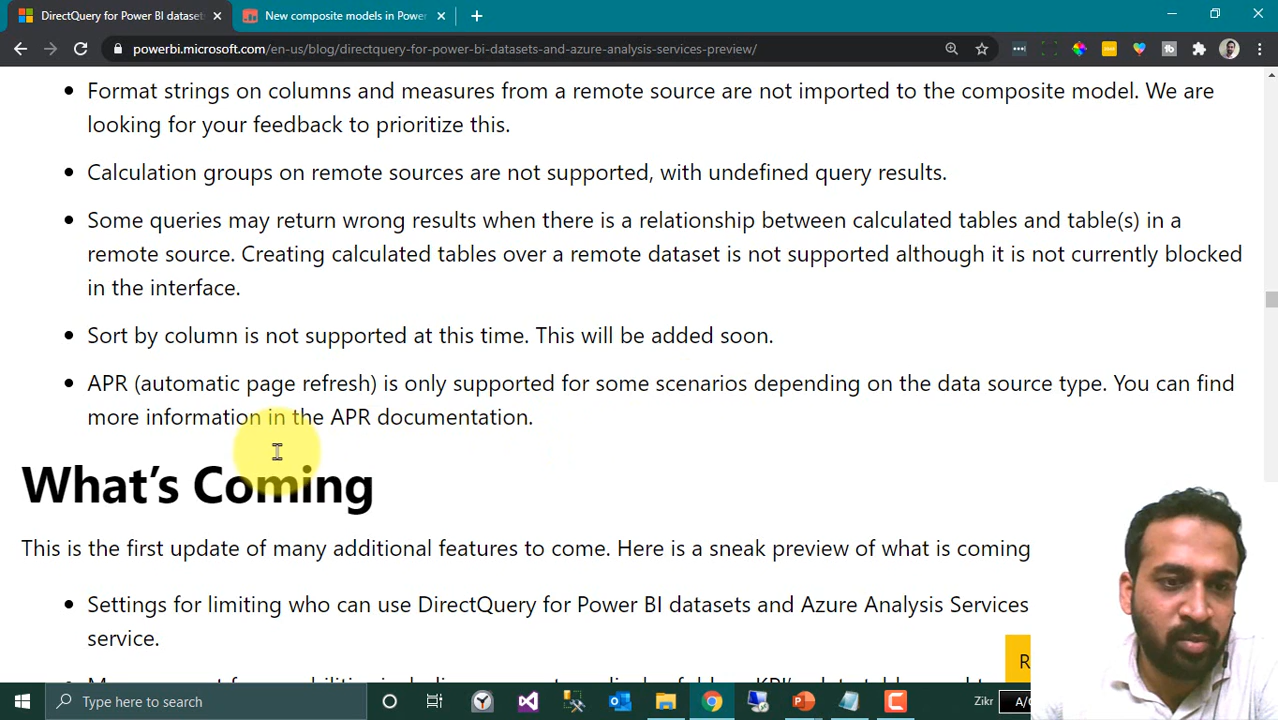 DirectQuery for Power BI dataset
New composite models in Power
powerbi.microsoft.com/en-us/blog/directquery-for-power-bi-datasets-and-azure-analysis-services-preview/
Format strings on columns and measures from a remote source are not imported to the composite model. We are
looking for your feedback to prioritize this.
Calculation groups on remote sources are not supported, with undefined query results.
Some queries may return wrong results when there is a relationship between calculated tables and table(s) in a
remote source. Creating calculated tables over a remote dataset is not supported although it is not currently blocked
in the interface.
Sort by column is not supported at this time. This will be added soon.
APR (automatic page refresh) is only supported for some scenarios depending on the data source type. You can find
more information in the APR documentation.
What's Coming
This is the first update of many additional features to come. Here is a sneak preview of what is coming
Settings for limiting who can use DirectQuery for Power BI datasets and Azure Analysis Services
service.
R
Type here to search
Zikr
A/C